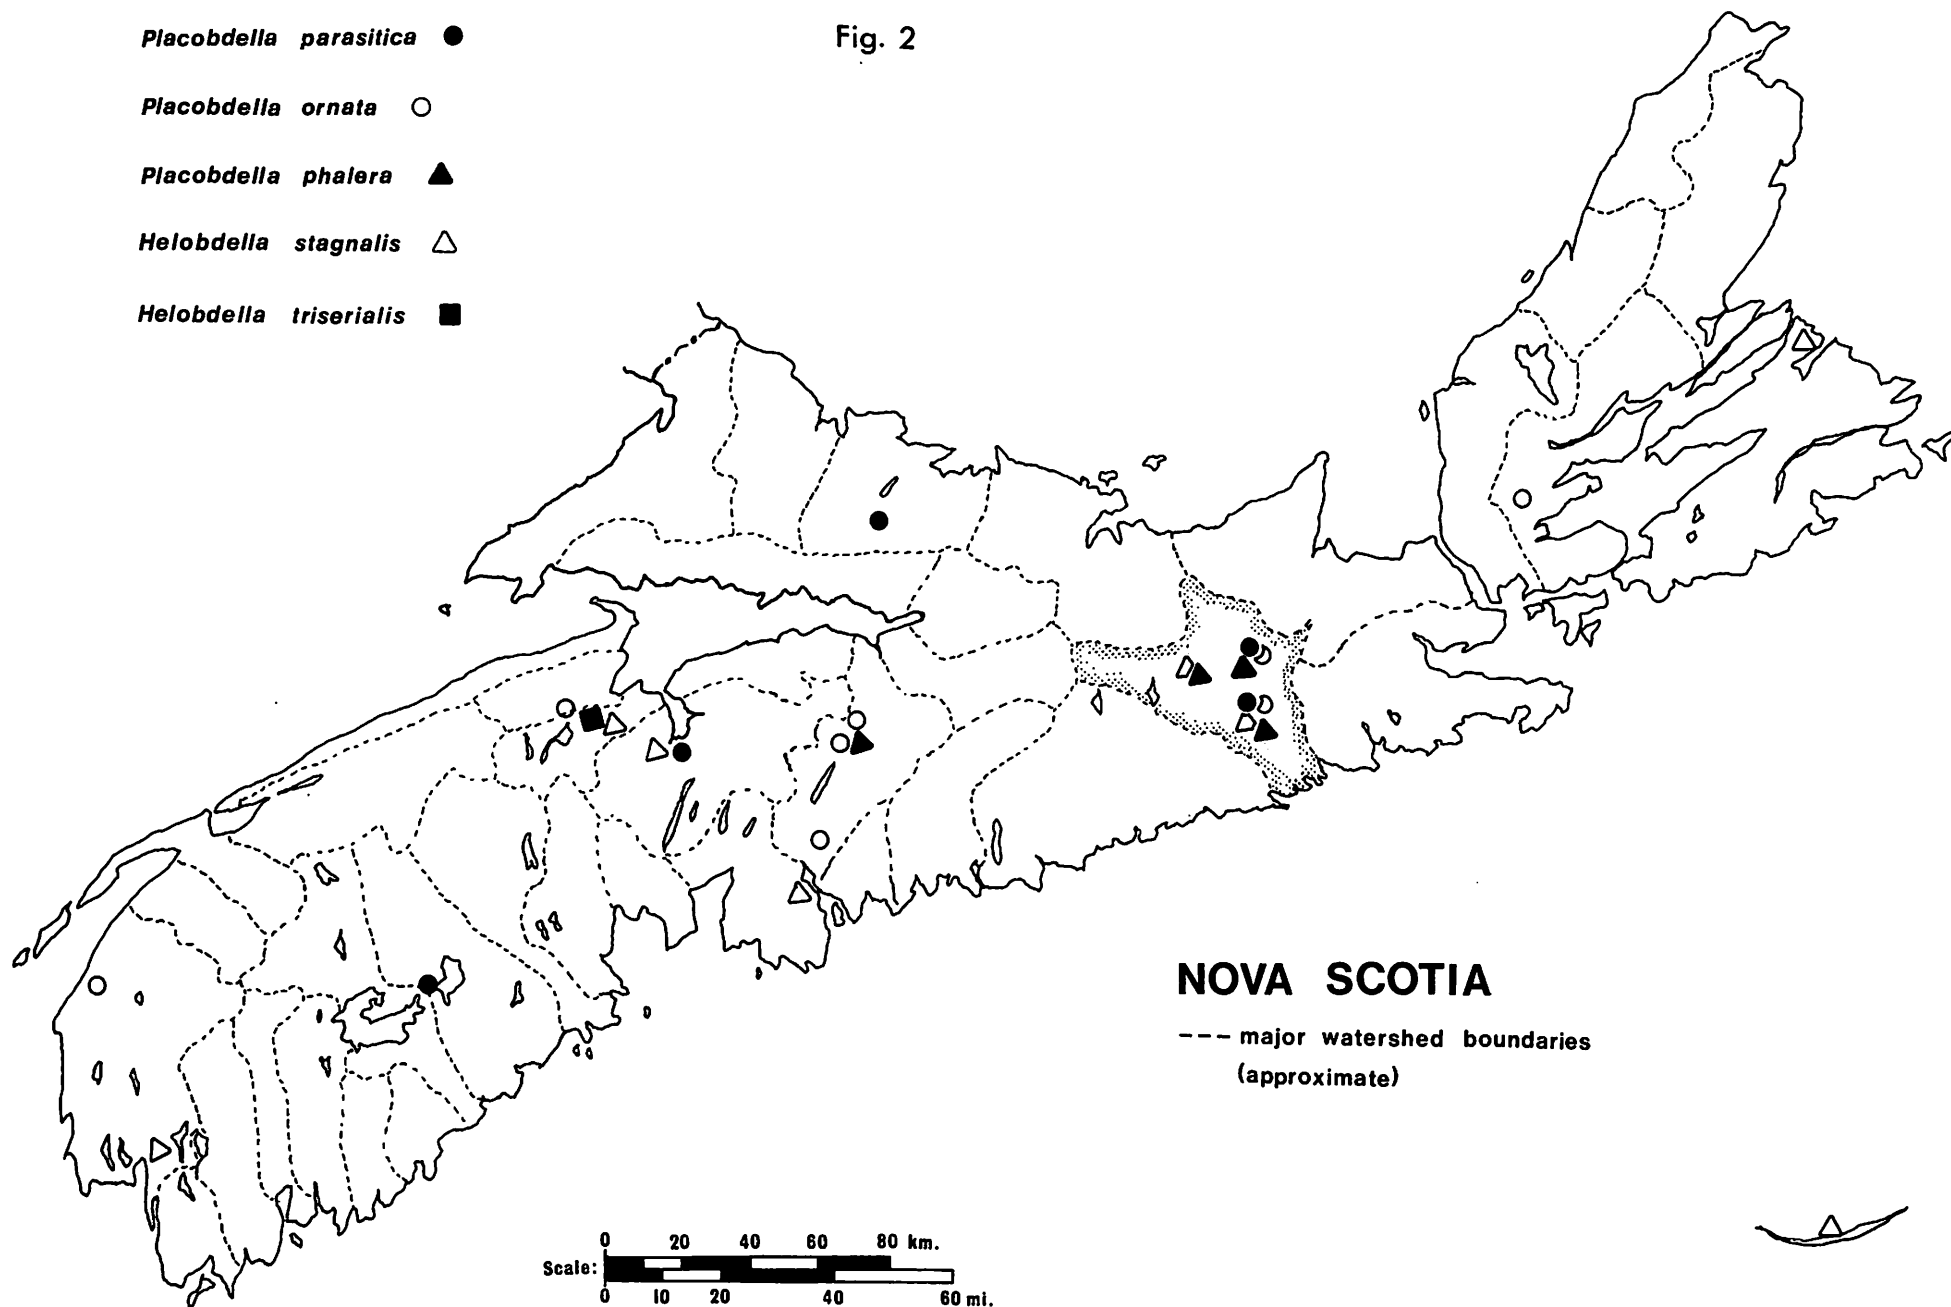 Fig. 2
Placobdella parasitica
Placobdella ornata
Placobdella phalera
Helobdella stagnalis
Helobdella triserialis
NOVA SCOTIA
--- major watershed boundaries
(approximate)
0 20 40 60 80 km.
Scale:
0 10 20 40 60 mi.